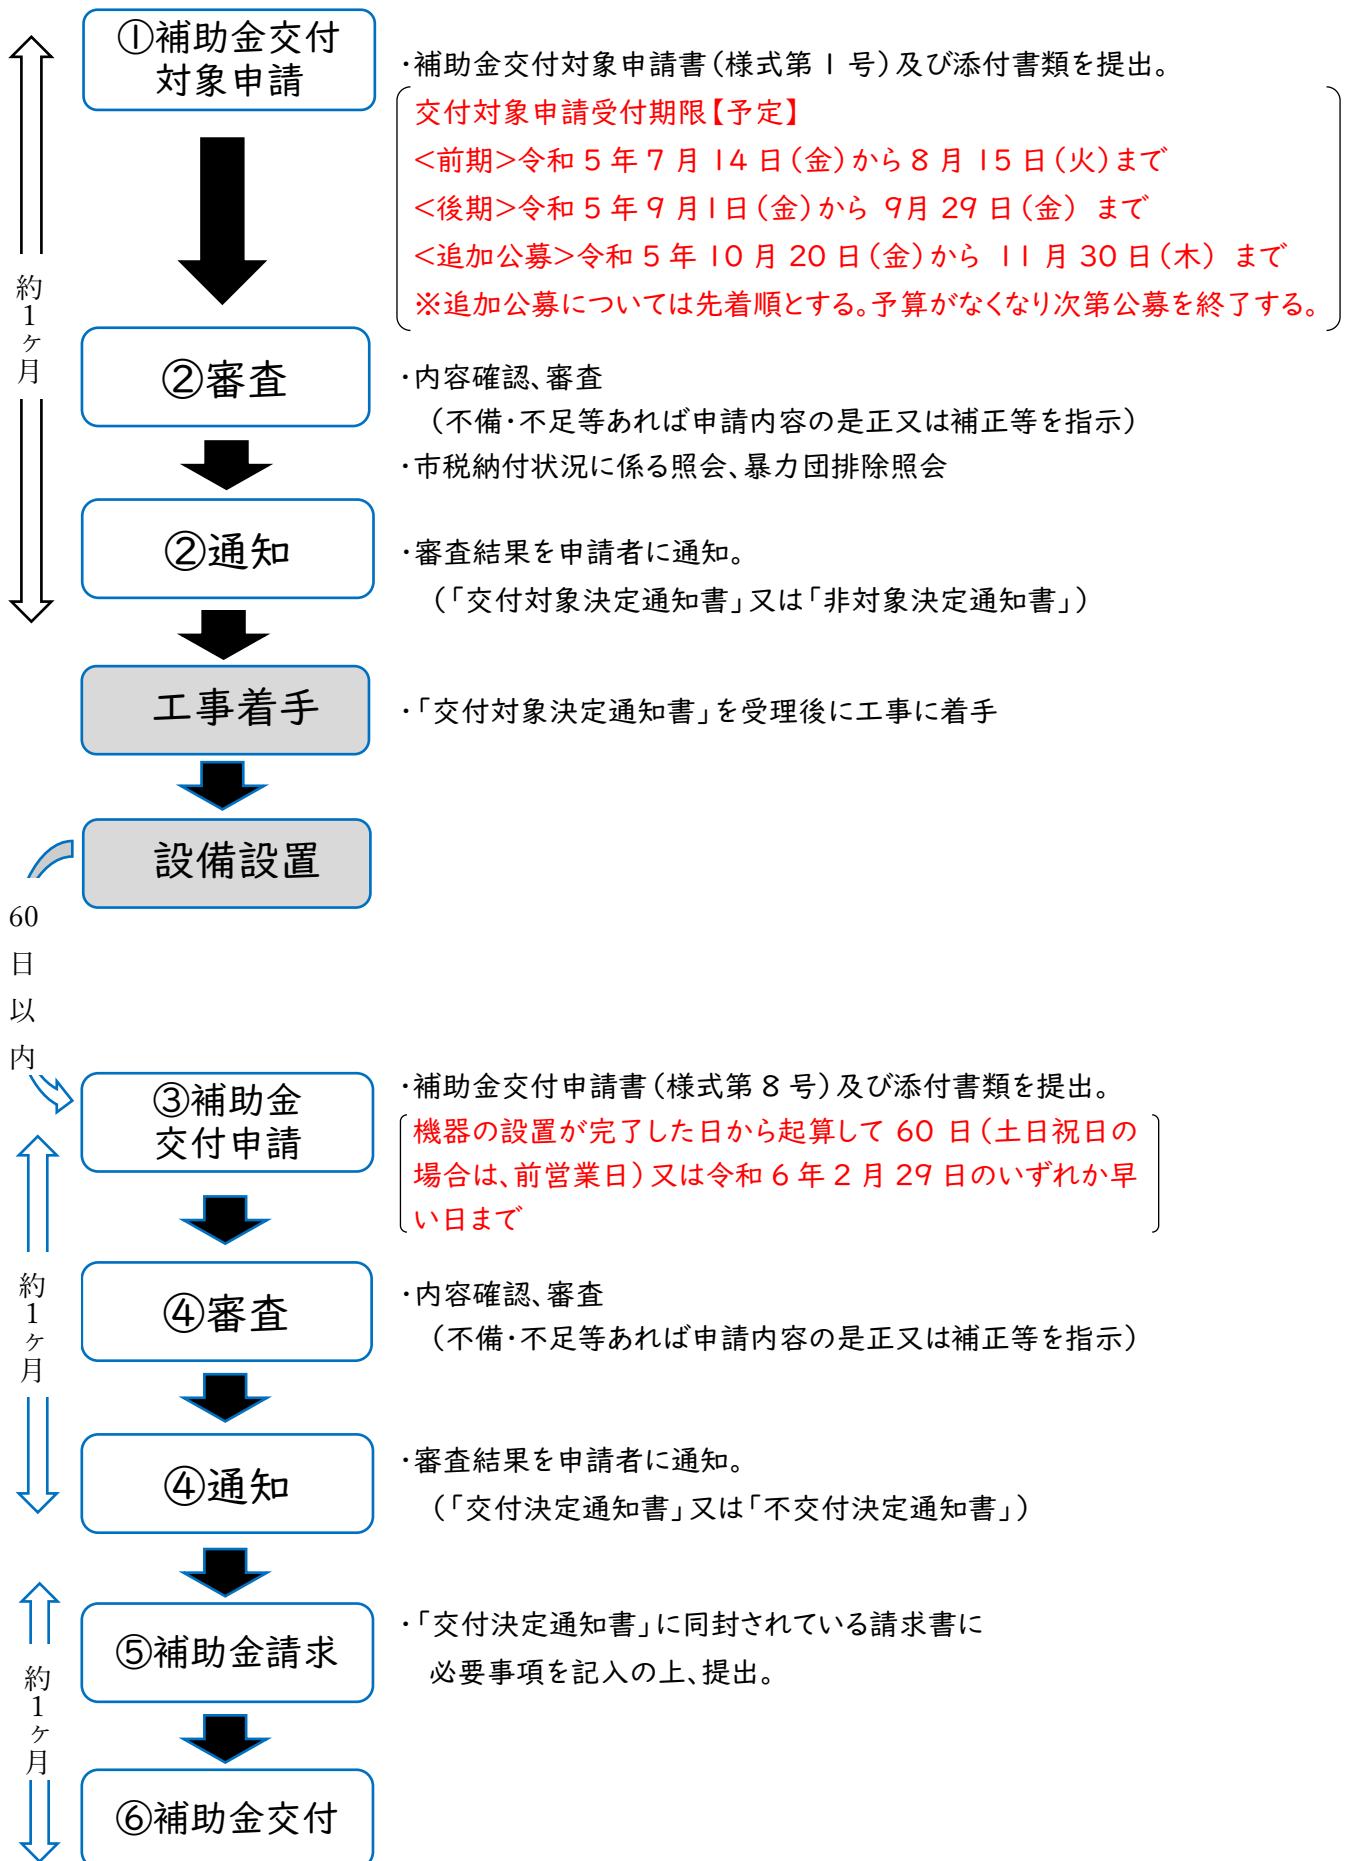 ①補助金交付
対象申請
・補助金交付対象申請書（様式第１号）及び添付書類を提出。
交付対象申請受付期限【予定】
<前期>令和５年７月１４日（金）から８月１５日（火）まで
<後期>令和５年９月１日（金）から ９月２９日（金） まで
<追加公募>令和５年１０月２０日（金）から １１月３０日（木） まで
※追加公募については先着順とする。予算がなくなり次第公募を終了する。
約１ヶ月
②審査
・内容確認、審査
（不備・不足等あれば申請内容の是正又は補正等を指示）
・市税納付状況に係る照会、暴力団排除照会
②通知
・審査結果を申請者に通知。
（「交付対象決定通知書」又は「非対象決定通知書」）
工事着手
・「交付対象決定通知書」を受理後に工事に着手
設備設置
60日以内
③補助金
交付申請
・補助金交付申請書（様式第８号）及び添付書類を提出。
機器の設置が完了した日から起算して６０日（土日祝日の
場合は、前営業日）又は令和６年２月２９日のいずれか早
い日まで
約１ヶ月
④審査
・内容確認、審査
（不備・不足等あれば申請内容の是正又は補正等を指示）
④通知
・審査結果を申請者に通知。
（「交付決定通知書」又は「不交付決定通知書」）
約１ヶ月
⑤補助金請求
・「交付決定通知書」に同封されている請求書に
必要事項を記入の上、提出。
⑥補助金交付